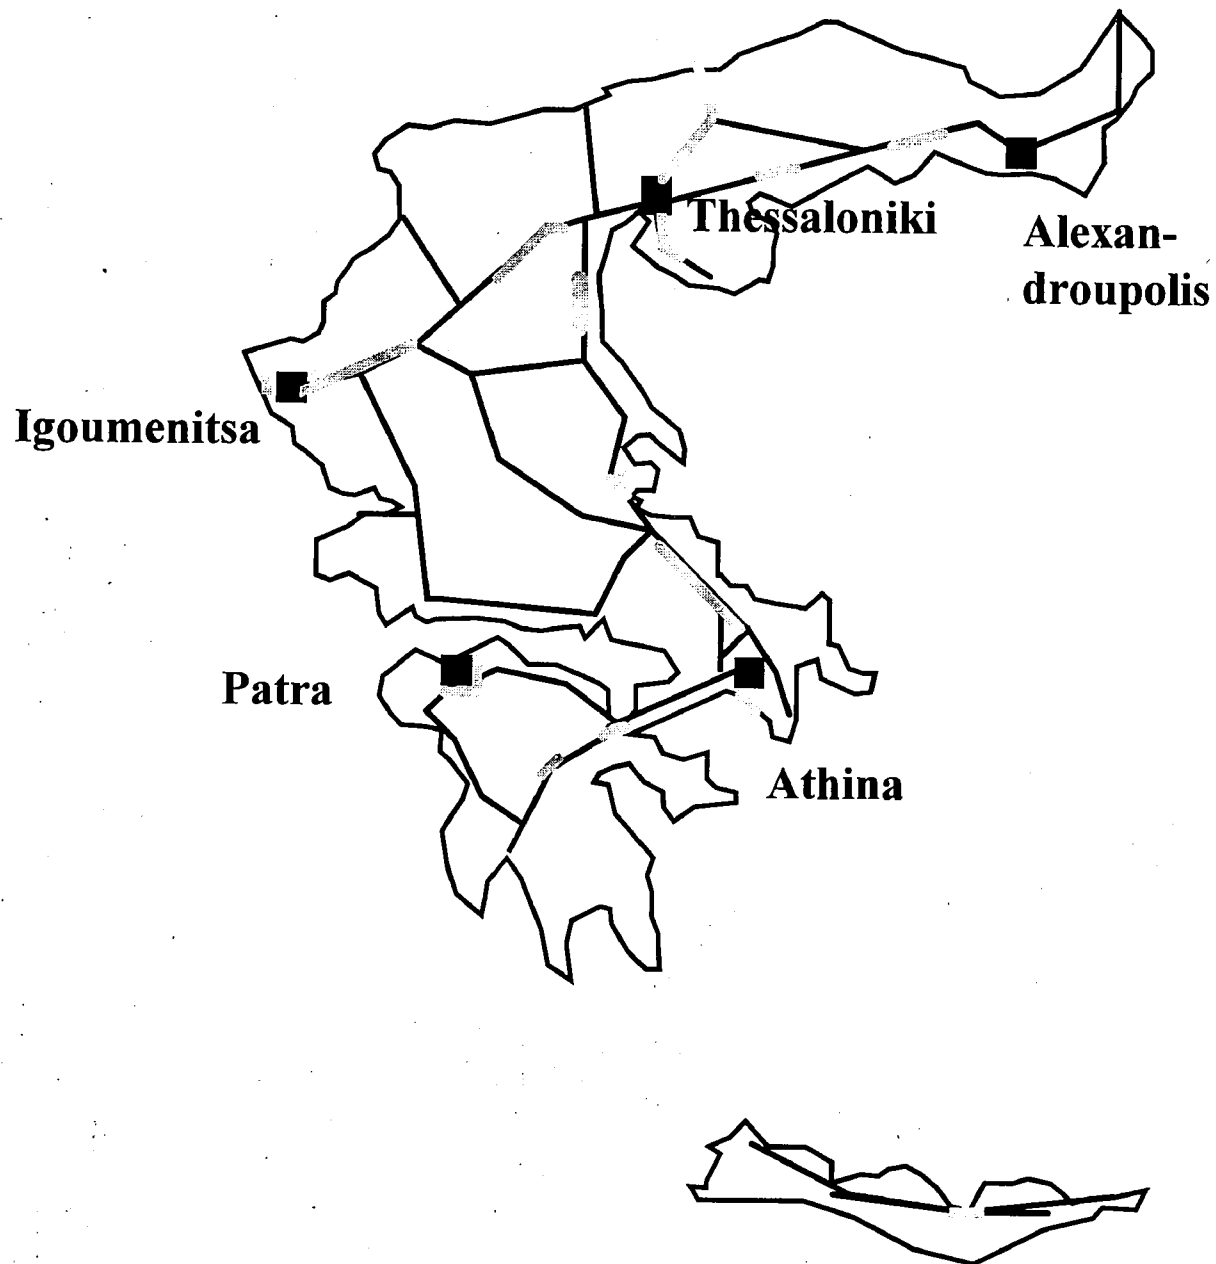 Thessaloniki
Alexan-
droupolis
Igoumenitsa
Patra
Athina